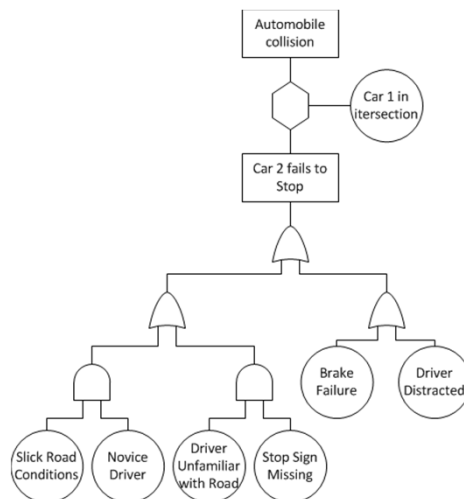 Automobile
collision
Car 1 in
itersection
Car 2 fails to
Stop
Brake
Failure
Driver
Distracted
Slick Road
Conditions
Novice
Driver
Driver
Unfamiliar
with Road
Stop Sign
Missing